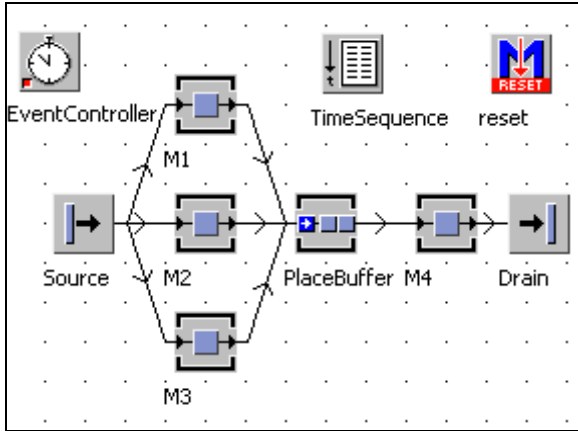 RESET
EventController
TimeSequence
reset
M1
Source
M2
PlaceBuffer
M4
Drain
M3